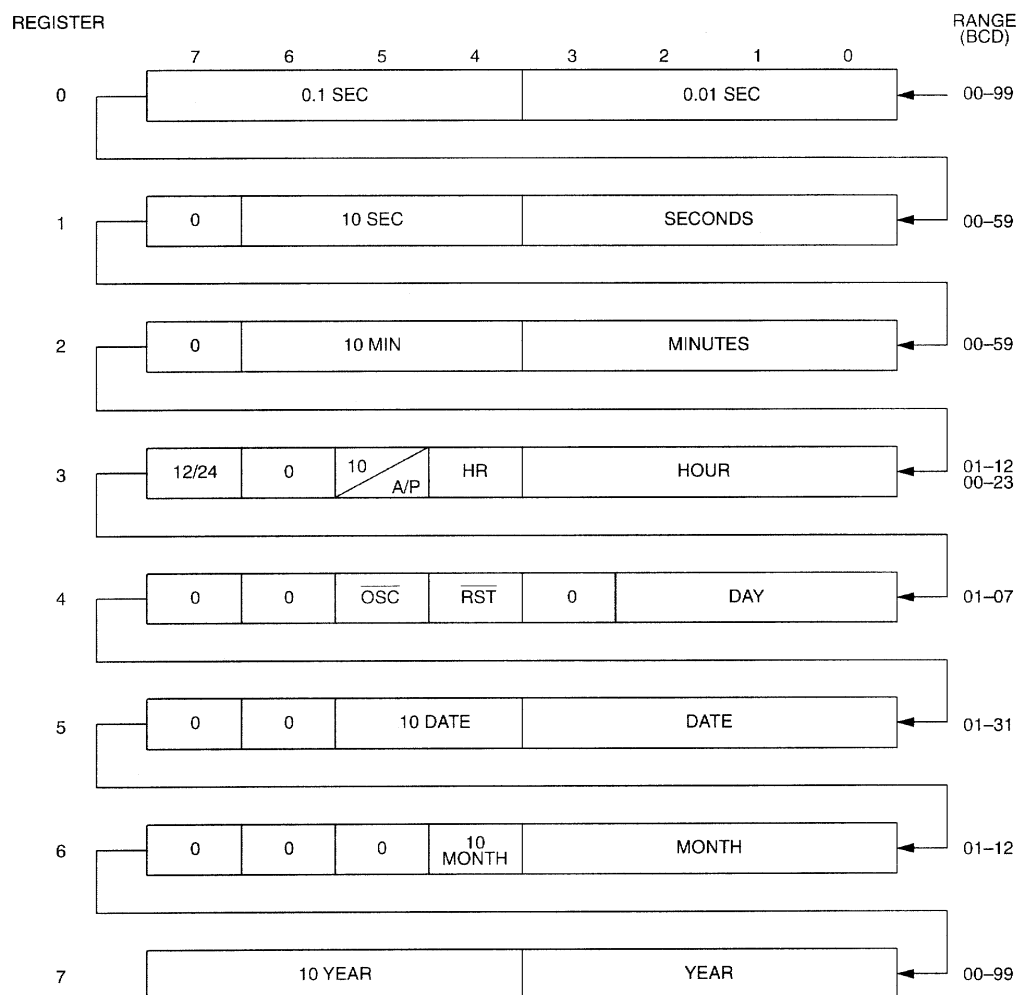 REGISTER RANGE
(BCD)
7 6 5 4 3 2 1 0
0 0.1 SEC 0.01 SEC 00–99
1 0 10 SEC SECONDS 00–59
2 0 10 MIN MINUTES 00–59
3 12/24 0 10 A/P HR HOUR 01–12
00–23
4 0 0 OSC RST 0 DAY 01–07
5 0 0 10 DATE DATE 01–31
6 0 0 0 10 MONTH MONTH 01–12
7 10 YEAR YEAR 00–99